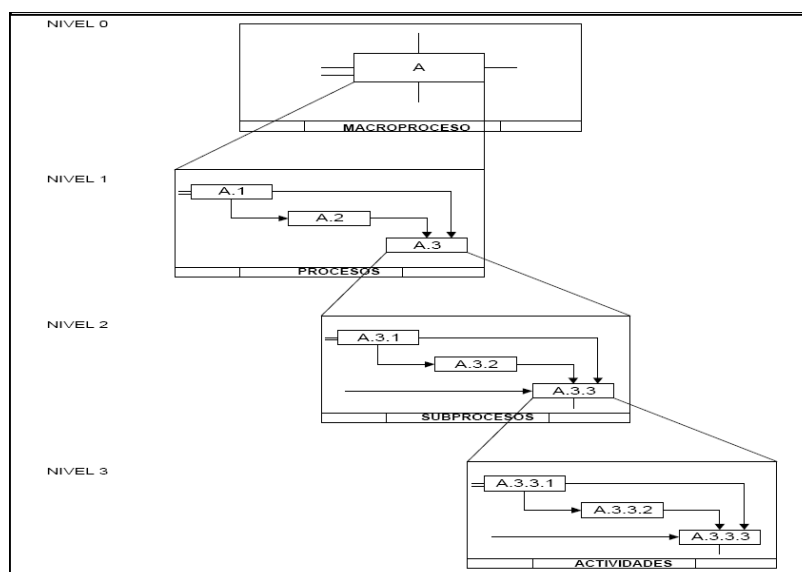 NIVEL 0
A
MACROPROCESO
NIVEL 1
A.1
A.2
A.3
PROCESOS
NIVEL 2
A.3.1
A.3.2
A.3.3
SUBPROCESOS
NIVEL 3
A.3.3.1
A.3.3.2
A.3.3.3
ACTIVIDADES